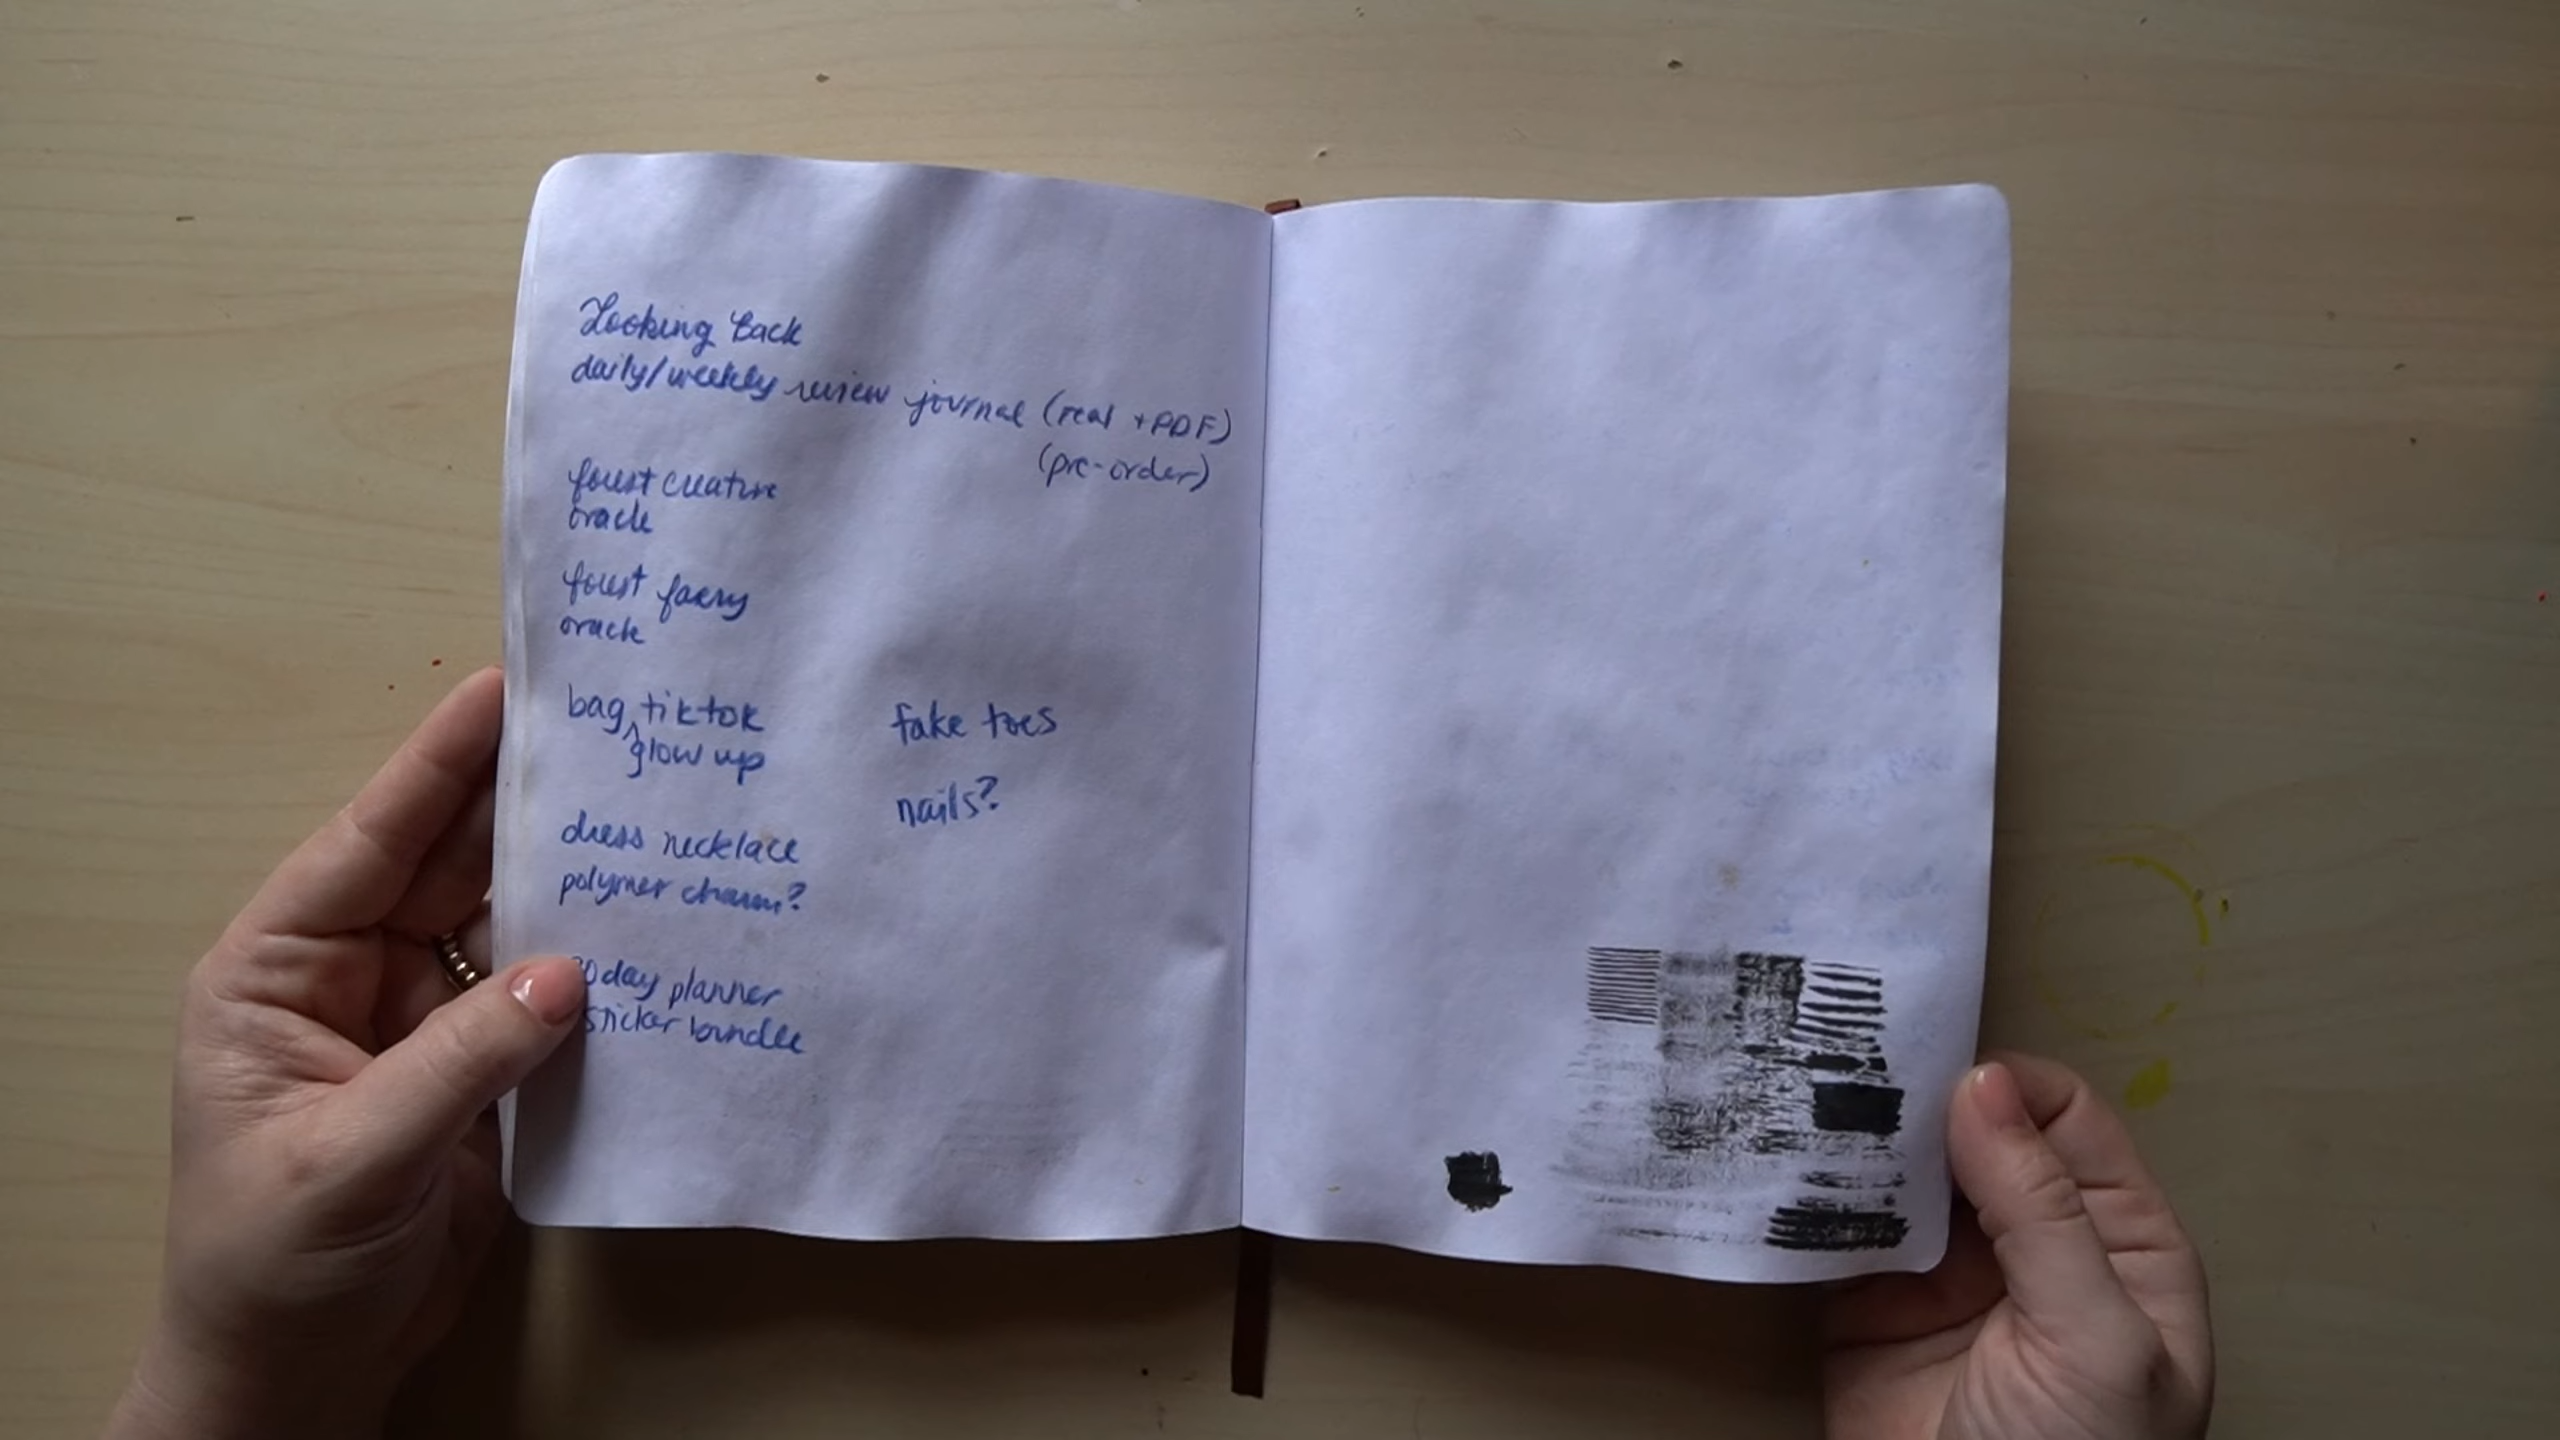 Looking Back
daily/weekly review journal (real + PDF)
(pre-order)
forest creature
oracle
forest faery
oracle
bag ^ tiktok
glow up
fake toes
nails?
dress necklace
polymer charm?
0 day planner
sticker bundle